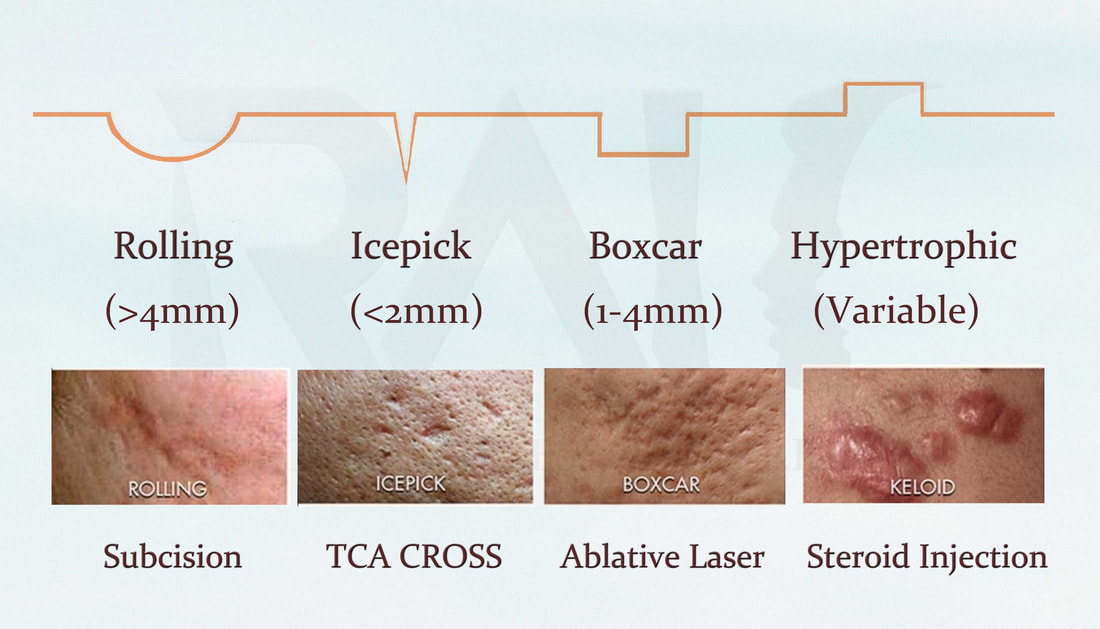 Rolling
Icepick
Boxcar
Hypertrophic
(>4mm)
(<2mm)
(1-4mm)
(Variable)
ROLLING
ICEPICK
BOXCAR
KELOID
Subcision
TCA CROSS
Ablative Laser
Steroid Injection